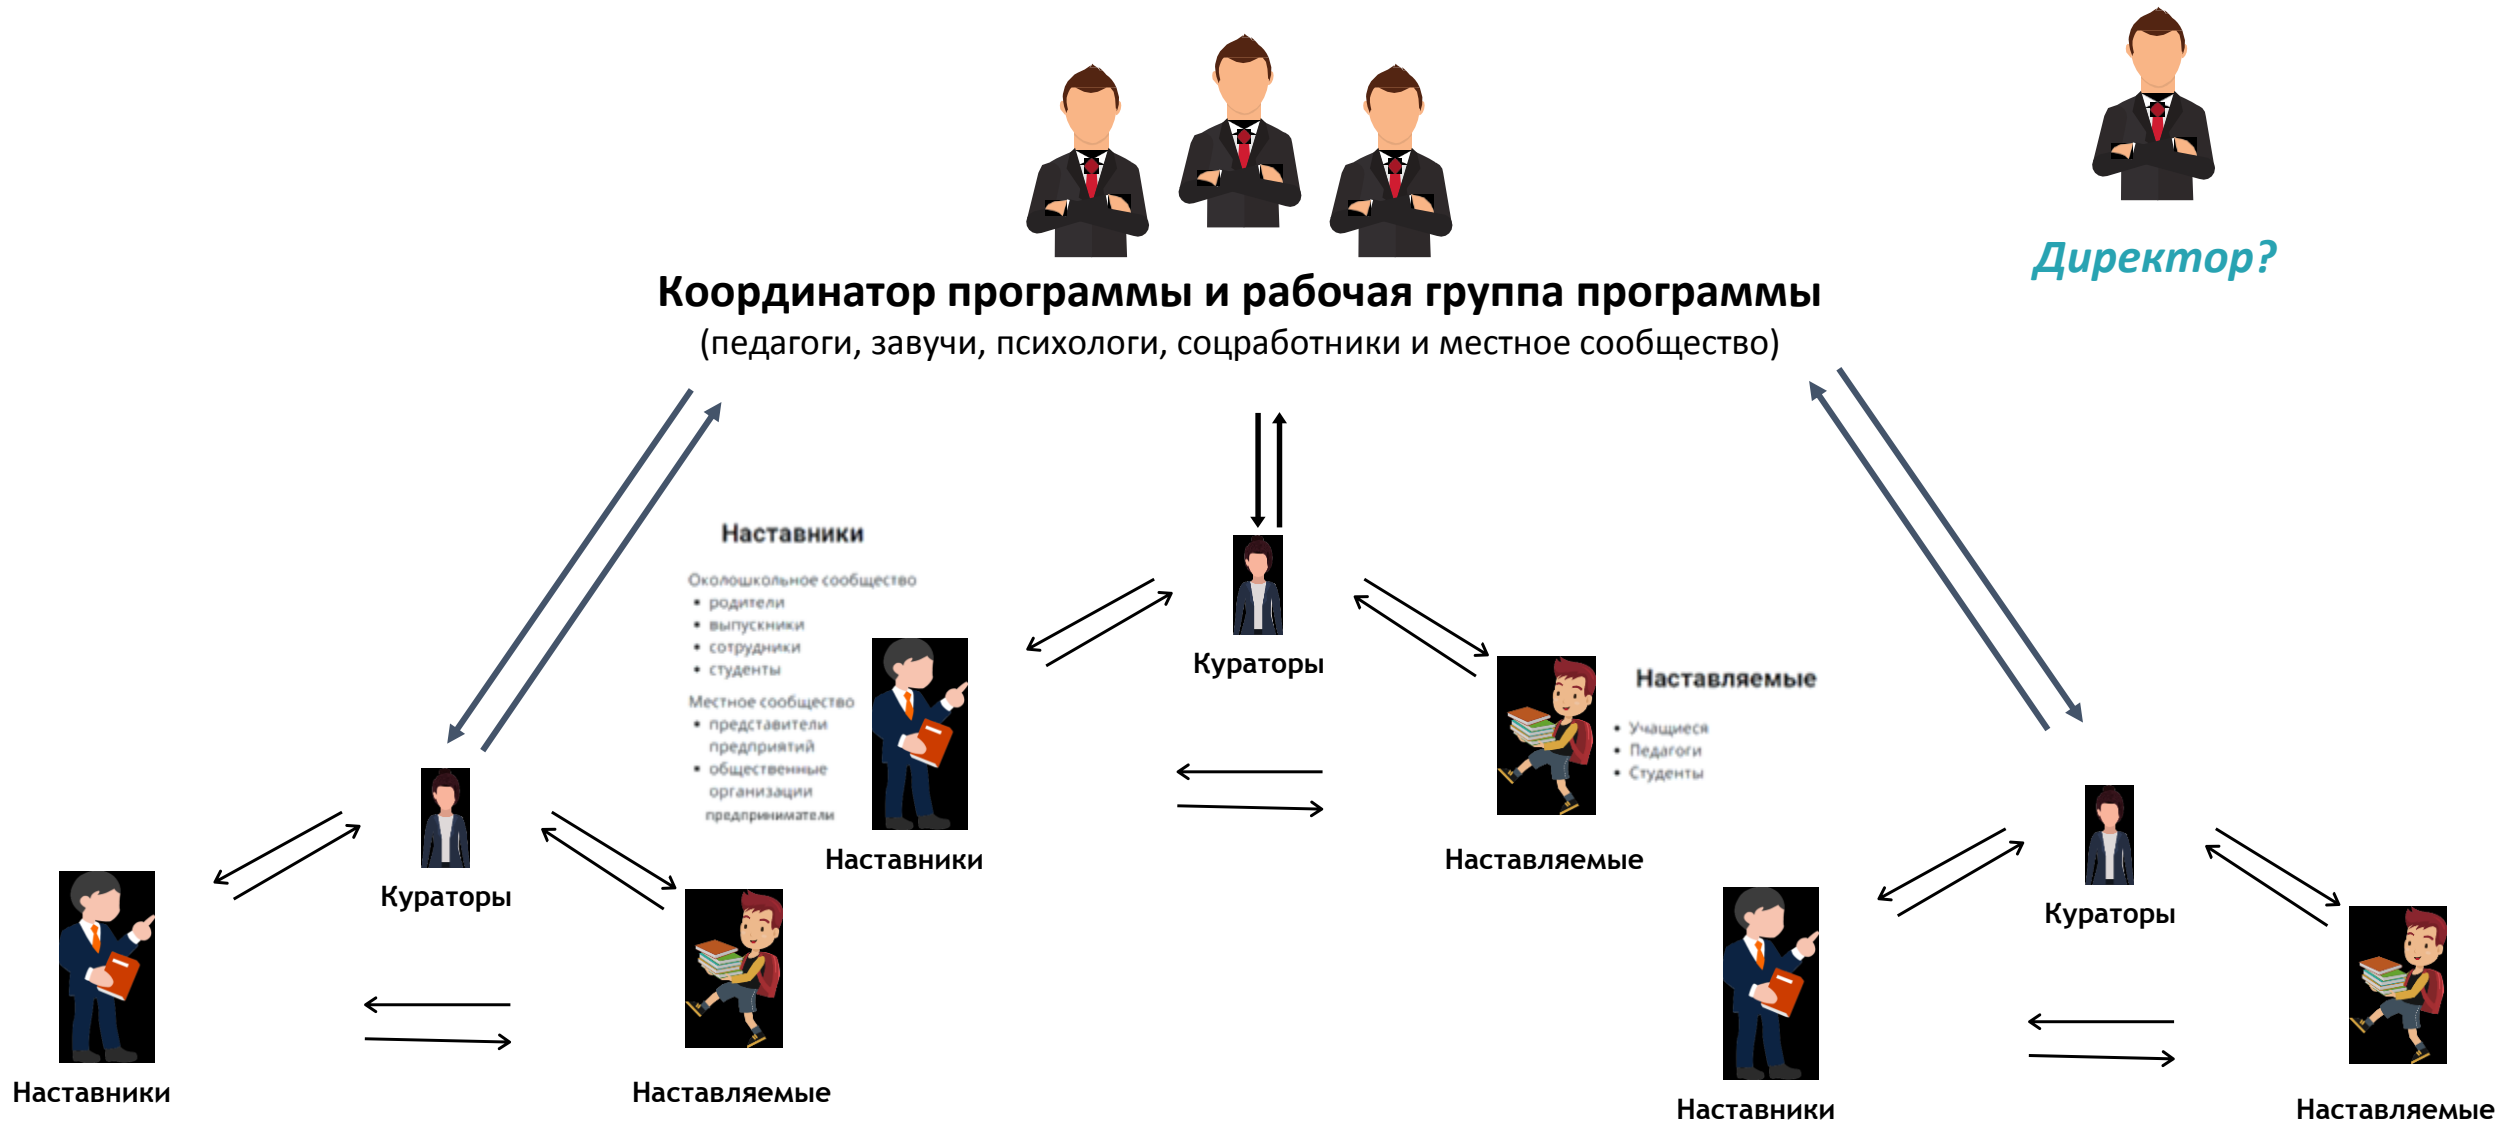 Директор?
Координатор программы и рабочая группа программы
(педагоги, завучи, психологи, соцработники и местное сообщество)
Наставники
Околошкольное сообщество
▪ родители
▪ выпускники
▪ сотрудники
▪ студенты
Местное сообщество
▪ представители
предприятий
▪ общественные
организации
предприниматели
Кураторы
Наставляемые
• Учащиеся
• Педагоги
• Студенты
Наставники
Наставляемые
Кураторы
Кураторы
Наставники
Наставляемые
Наставники
Наставляемые